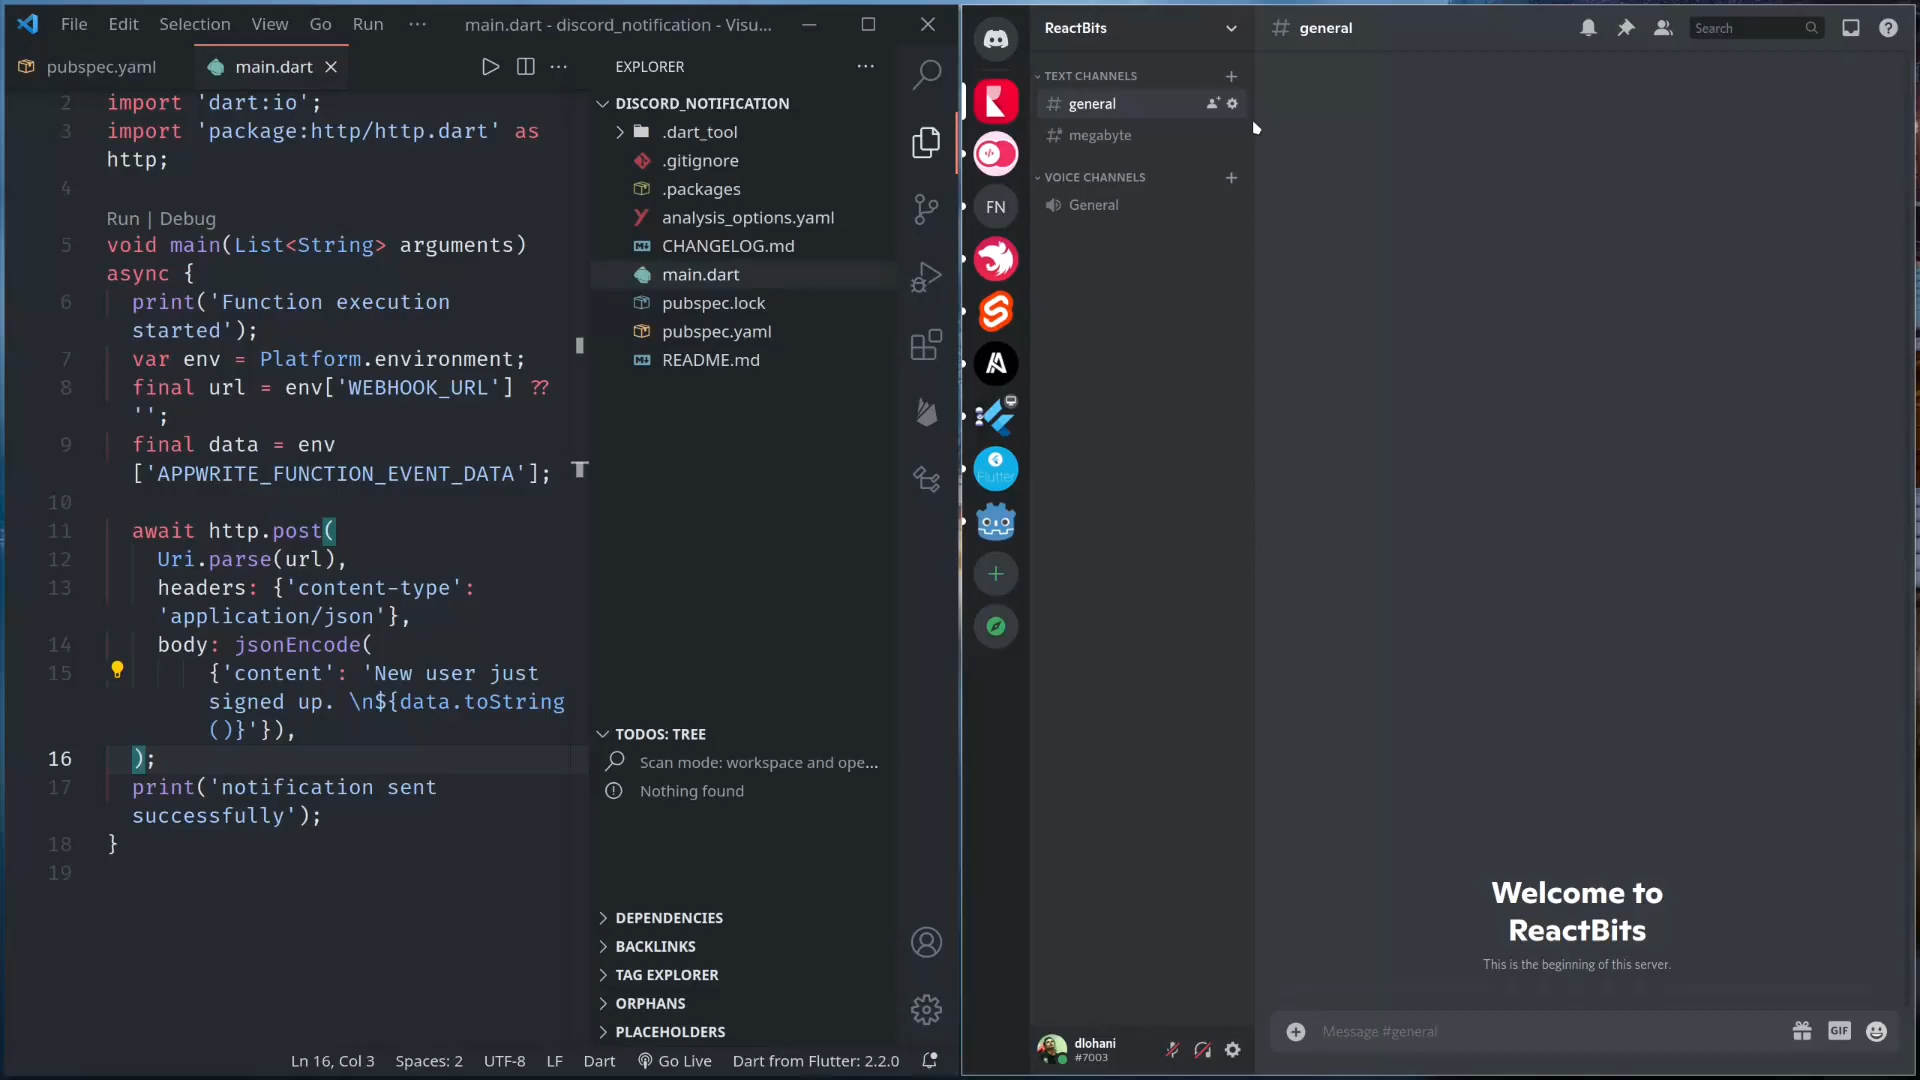 File Edit Selection View Go Run ··· main.dart - discord_notification - Visu...
pubspec.yaml main.dart
2 import 'dart:io';
3 import 'package:http/http.dart' as
http;
4
Run | Debug
5 void main(List<String> arguments)
async {
6 print('Function execution
started');
7 var env = Platform.environment;
8 final url = env['WEBHOOK_URL'] ??
'';
9 final data = env
['APPWRITE_FUNCTION_EVENT_DATA'];
10
11 await http.post(
12 Uri.parse(url),
13 headers: {'content-type':
'application/json'},
14 body: jsonEncode(
15 {'content': 'New user just
signed up. \n${data.toString
()}'}),
16 );
17 print('notification sent
successfully');
18 }
19
EXPLORER
DISCORD_NOTIFICATION
.dart_tool
.gitignore
.packages
analysis_options.yaml
CHANGELOG.md
main.dart
pubspec.lock
pubspec.yaml
README.md
TODOS: TREE
Scan mode: workspace and ope...
Nothing found
DEPENDENCIES
BACKLINKS
TAG EXPLORER
ORPHANS
PLACEHOLDERS
Ln 16, Col 3 Spaces: 2 UTF-8 LF Dart Go Live Dart from Flutter: 2.2.0
FN
Flutter
ReactBits
TEXT CHANNELS
general
megabyte
VOICE CHANNELS
General
dlohani
#7003
general
Search
Welcome to
ReactBits
This is the beginning of this server.
Message #general
GIF